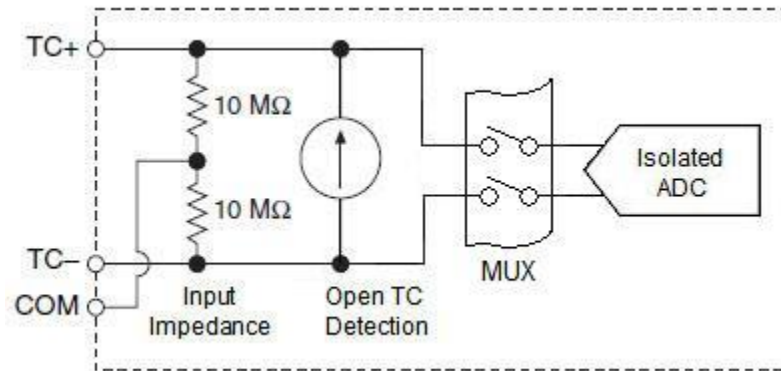 TC+
10 MΩ
10 MΩ
Isolated
ADC
TC–
COM
Input
Impedance
Open TC
Detection
MUX